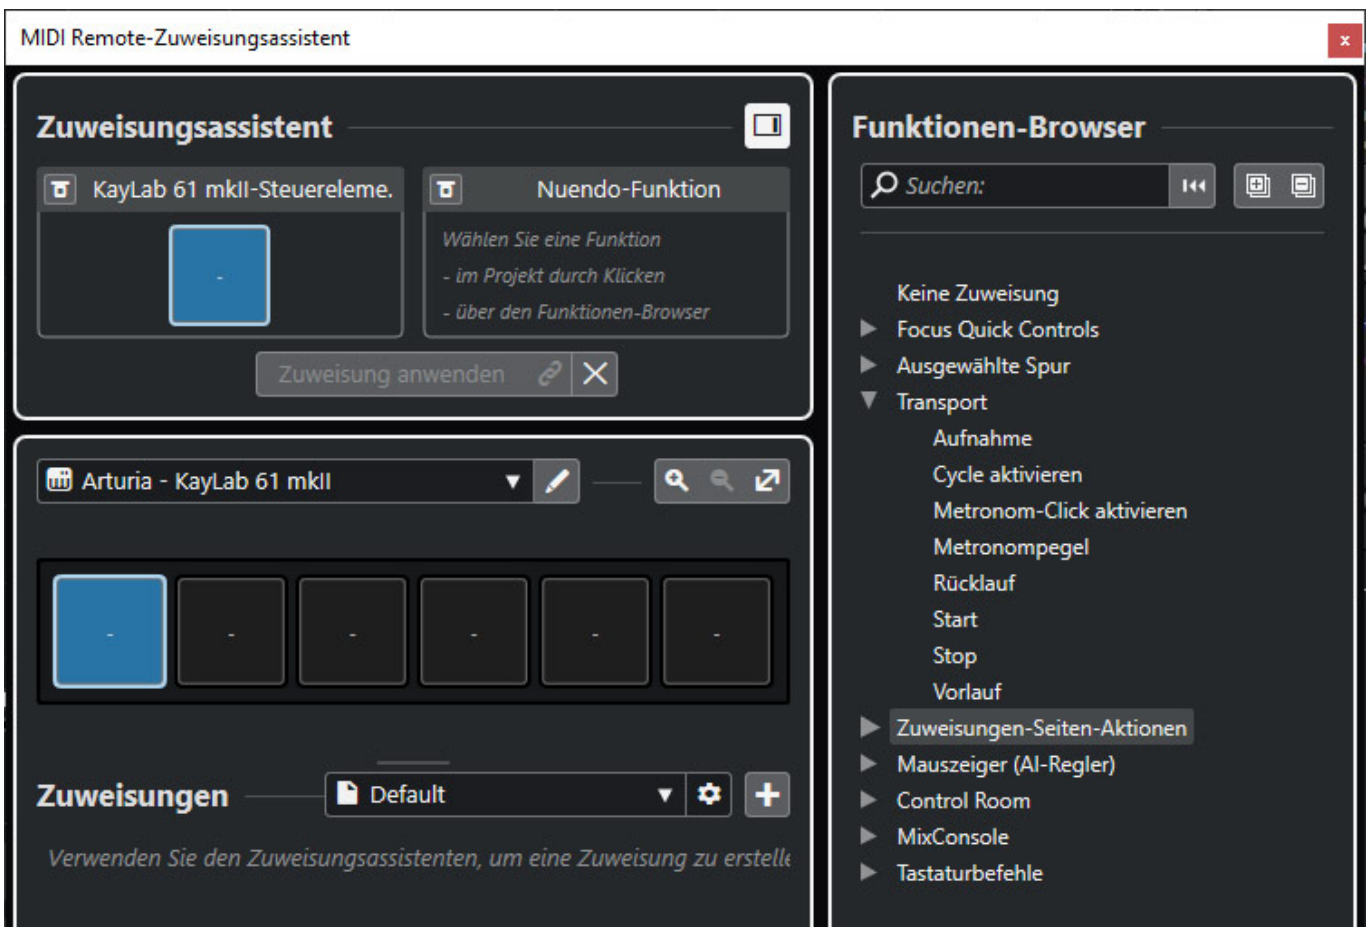 MIDI Remote-Zuweisungsassistent
x
Zuweisungsassistent
KayLab 61 mkII-Steuereleme.
-
Nuendo-Funktion
Wählen Sie eine Funktion
- im Projekt durch Klicken
- über den Funktionen-Browser
Zuweisung anwenden
Arturia - KayLab 61 mkII
- - - - - -
Zuweisungen
Default
Verwenden Sie den Zuweisungsassistenten, um eine Zuweisung zu erstelle
Funktionen-Browser
Suchen:
Keine Zuweisung
Focus Quick Controls
Ausgewählte Spur
Transport
Aufnahme
Cycle aktivieren
Metronom-Click aktivieren
Metronompegel
Rücklauf
Start
Stop
Vorlauf
Zuweisungen-Seiten-Aktionen
Mauszeiger (AI-Regler)
Control Room
MixConsole
Tastaturbefehle